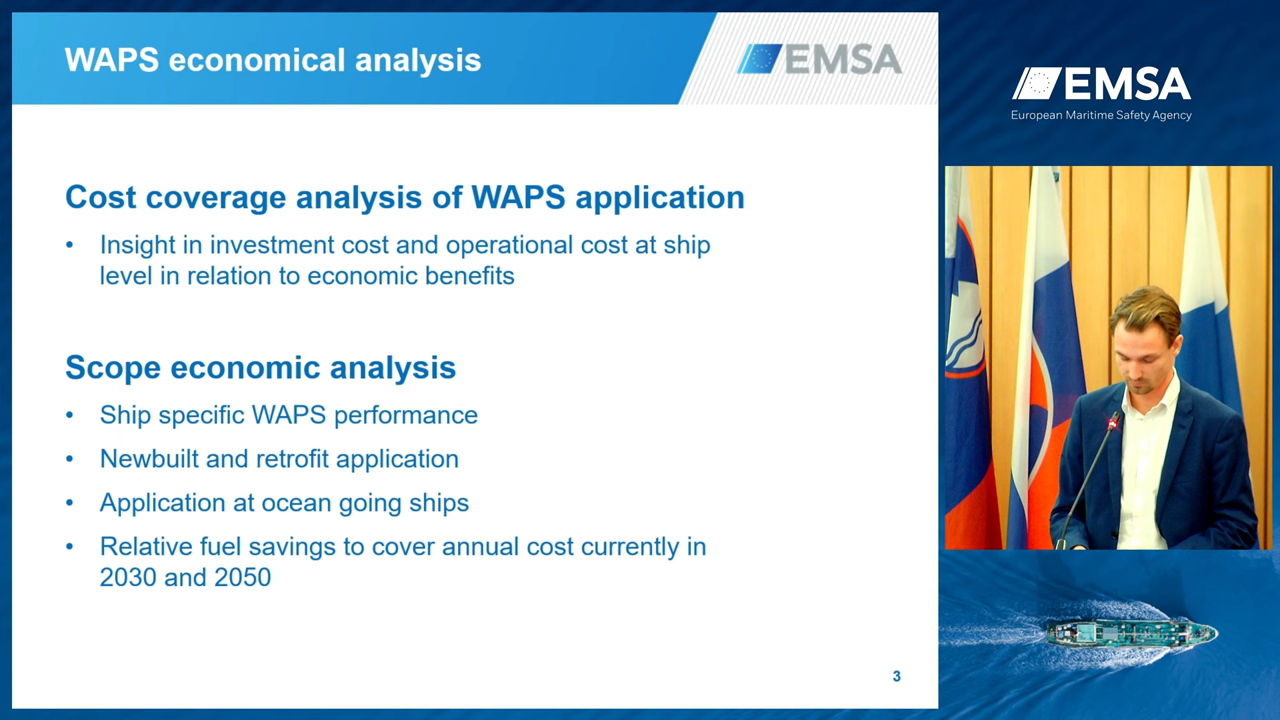 WAPS economical analysis
EMSA
EMSA
European Maritime Safety Agency
Cost coverage analysis of WAPS application
• Insight in investment cost and operational cost at ship
level in relation to economic benefits
Scope economic analysis
• Ship specific WAPS performance
• Newbuilt and retrofit application
• Application at ocean going ships
• Relative fuel savings to cover annual cost currently in
2030 and 2050
3